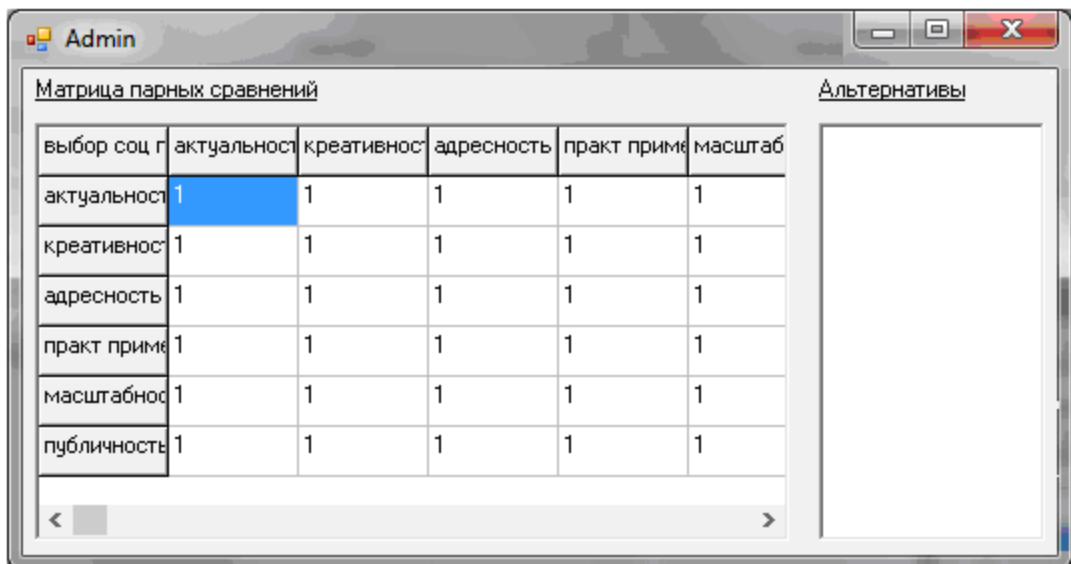 Admin
Матрица парных сравнений Альтернативы
выбор соц г актуальност креативност адресность практ приме масштаб
актуальност 1 1 1 1 1
креативност 1 1 1 1 1
адресность 1 1 1 1 1
практ приме 1 1 1 1 1
масштабнос 1 1 1 1 1
публичность 1 1 1 1 1